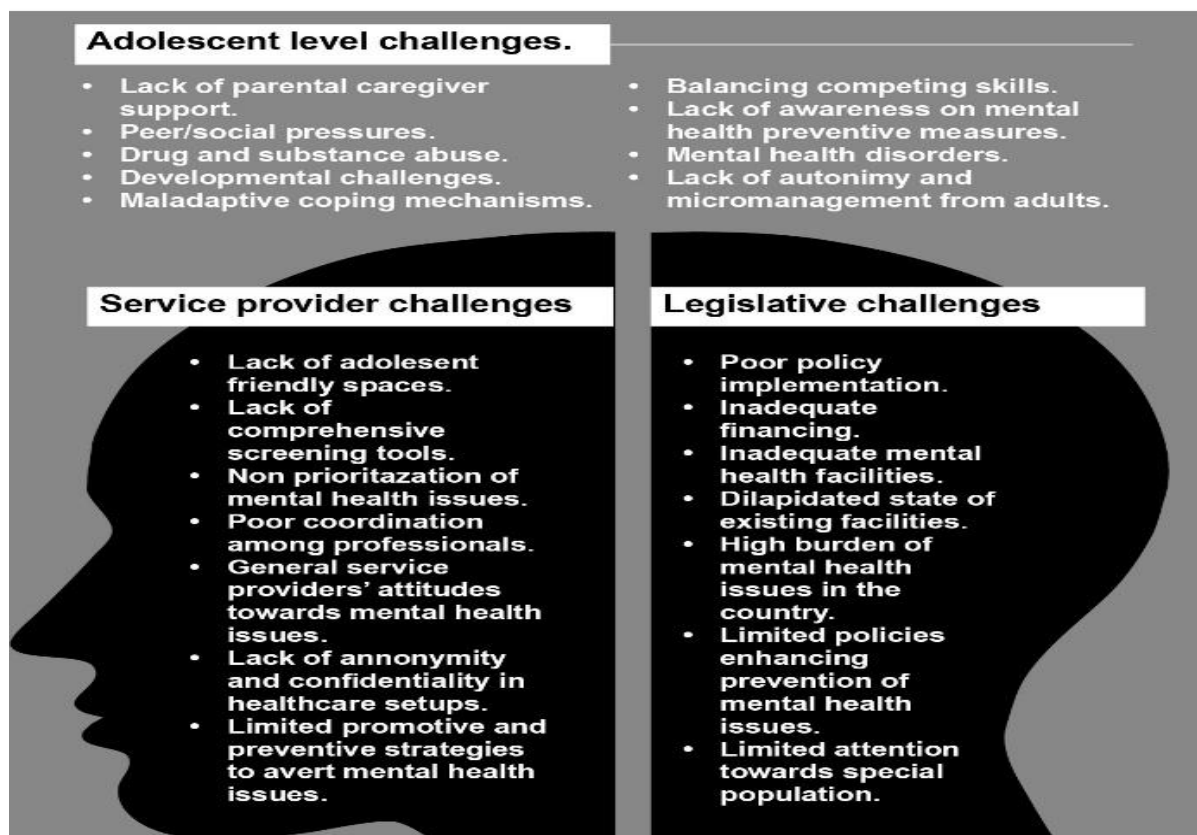 Adolescent level challenges.
• Lack of parental caregiver
support.
• Peer/social pressures.
• Drug and substance abuse.
• Developmental challenges.
• Maladaptive coping mechanisms.
• Balancing competing skills.
• Lack of awareness on mental
health preventive measures.
• Mental health disorders.
• Lack of autonimy and
micromanagement from adults.
Service provider challenges
• Lack of adolesent
friendly spaces.
• Lack of
comprehensive
screening tools.
• Non prioritazation of
mental health issues.
• Poor coordination
among professionals.
• General service
providers’ attitudes
towards mental health
issues.
• Lack of annonymity
and confidentiality in
healthcare setups.
• Limited promotive and
preventive strategies
to avert mental health
issues.
Legislative challenges
• Poor policy
implementation.
• Inadequate
financing.
• Inadequate mental
health facilities.
• Dilapidated state of
existing facilities.
• High burden of
mental health
issues in the
country.
• Limited policies
enhancing
prevention of
mental health
issues.
• Limited attention
towards special
population.